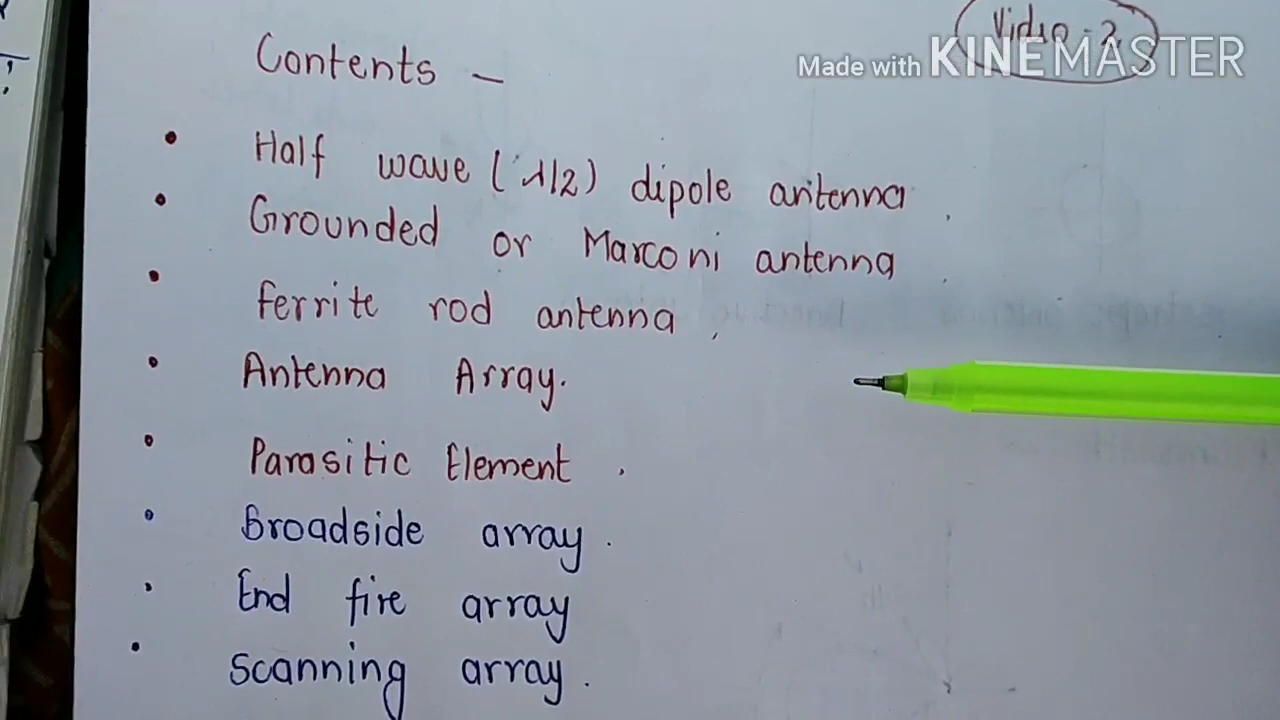 Video - 2
Made with KINEMASTER
Contents -
• Half wave (λ/2) dipole antenna.
• Grounded or Marconi antenna.
• Ferrite rod antenna,
• Antenna Array.
• Parasitic Element.
• Broadside array.
• End fire array
• Scanning array.